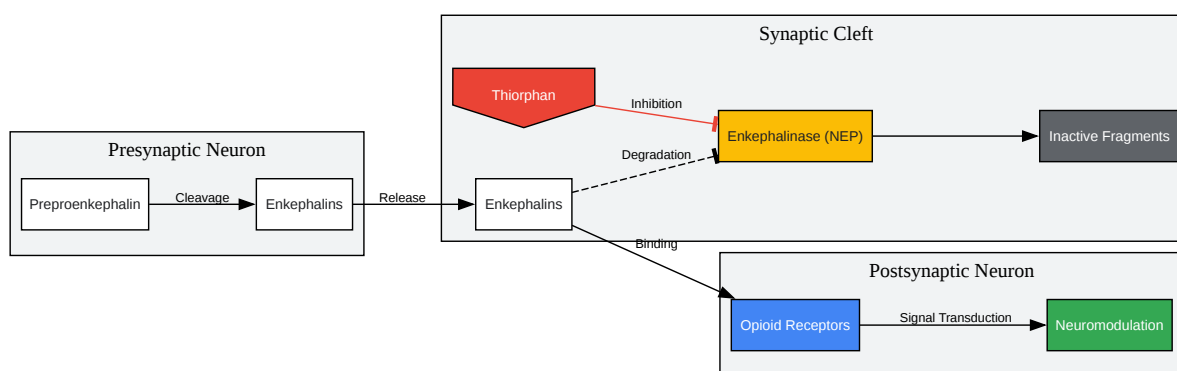 Synaptic Cleft
Thiorphan
Inhibition
Enkephalinase (NEP)
Inactive Fragments
Degradation
Presynaptic Neuron
Preproenkephalin
Cleavage
Enkephalins
Release
Enkephalins
Binding
Postsynaptic Neuron
Opioid Receptors
Signal Transduction
Neuromodulation